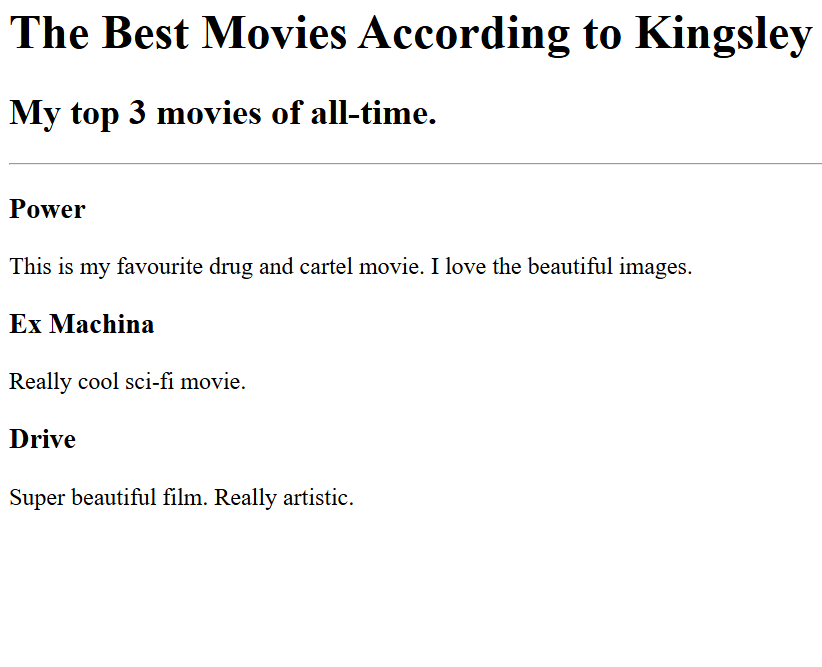 The Best Movies According to Kingsley
My top 3 movies of all-time.
Power
This is my favourite drug and cartel movie. I love the beautiful images.
Ex Machina
Really cool sci-fi movie.
Drive
Super beautiful film. Really artistic.